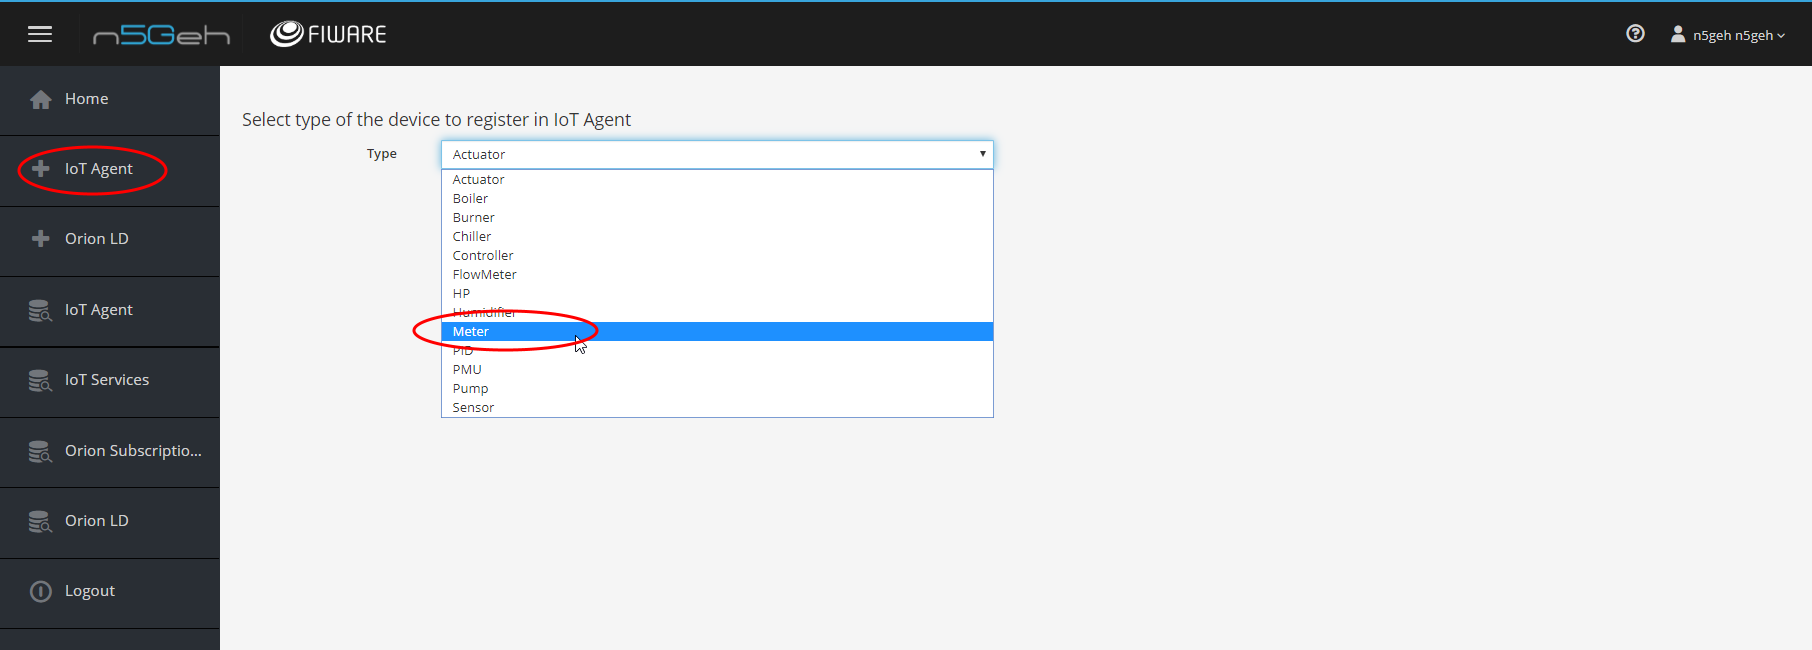 n5Geh FIWARE n5geh n5geh
Home
IoT Agent
Orion LD
IoT Agent
IoT Services
Orion Subscriptio...
Orion LD
Logout
Select type of the device to register in IoT Agent
Type Actuator
Actuator
Boiler
Burner
Chiller
Controller
FlowMeter
HP
Humidifier
Meter
PID
PMU
Pump
Sensor